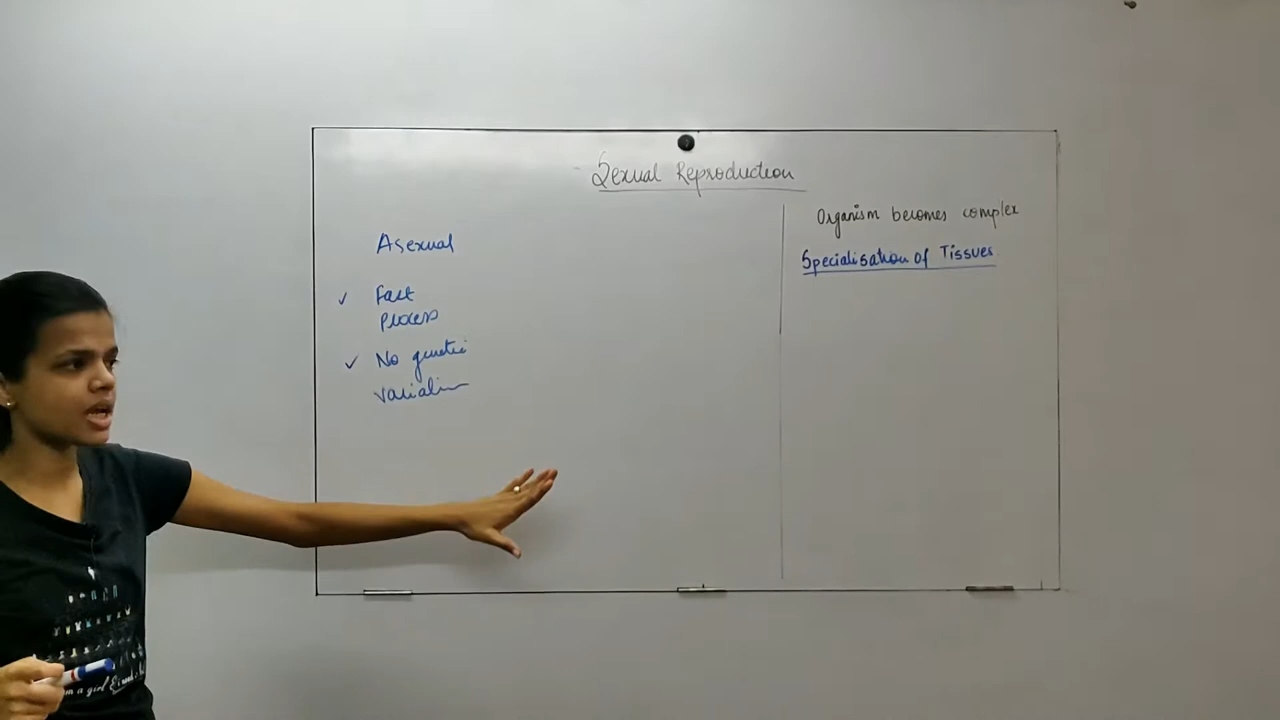 Sexual Reproduction
Asexual
✓ Fast
Process
✓ No genetic
variation
Organism becomes complex
Specialisation of Tissues